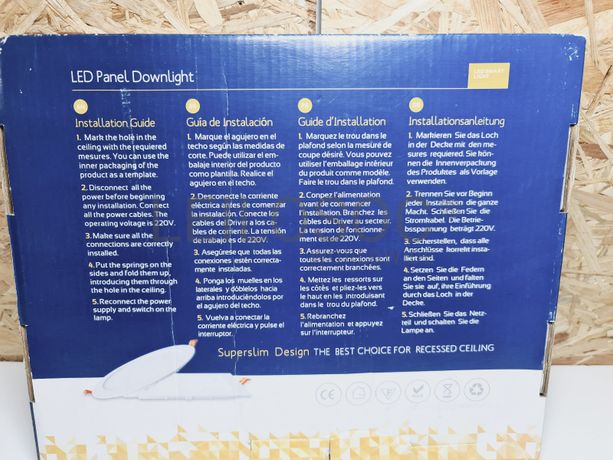 LED Panel Downlight
Installation Guide
1. Mark the hole in the
ceiling with the required
mesures. You can use the
inner packaging of the
product as a template.
2. Disconnect all the
power before beginning
any installation. Connect
all the power cables. The
operating voltage is 220V.
3. Make sure all the
connections are correctly
installed.
4. Put the springs on the
sides and fold them up,
introducing them through
the hole in the ceiling.
5. Reconnect the power
supply and switch on the
lamp.
Guía de Instalación
1. Marque el agujero en el
techo según las medidas de
corte. Puede utilizar el em-
balaje interior del producto
como plantilla. Realice el
agujero en el techo.
2. Desconecte la corriente
eléctrica antes de comenzar
la instalación. Conecte los
cables del Driver a los ca-
bles de corriente. La tensión
de trabajo es de 220V.
3. Asegúrese que todas las
conexiones estén correcta-
mente instaladas.
4. Ponga los muelles en los
laterales y dóblelos hacia
arriba introduciéndolos por
el agujero del techo.
5. Vuelva a conectar la
corriente eléctrica y pulse el
interruptor.
Guide d'Installation
1. Marquez le trou dans le
plafond selon la mesure de
coupe désiré. Vous pouvez
utiliser l'emballage intérieur
du produit comme modèle.
Faire le trou dans le plafond.
2. Coupez l'alimentation
avant de commencer
l'installation. Branchez les
câbles du Driver au secteur.
La tension de fonctionne-
ment est de 220V.
3. Assurez-vous que
toutes les connexions sont
correctement branchées.
4. Mettez les ressorts sur
les côtés et pliez-les vers
le haut en les introduisant
dans le trou du plafond.
5. Rebranchez
l'alimentation et appuyez
sur l'interrupteur.
Installationsanleitung
1. Markieren Sie das Loch
in der Decke mit den me-
sures required. Sie kön-
nen die Innenverpackung
des Produktes als Vorlage
verwenden.
2. Trennen Sie vor Beginn
jeder Installation die ganze
Macht. Schließen Sie die
Stromkabel. Die Betrie-
bsspannung beträgt 220V.
3. Sicherstellen, dass alle
Anschlüsse korrekt insta-
lliert sind.
4. Setzen Sie die Federn
an den Seiten und falten
Sie sie auf, ihre Einführung
durch das Loch in der
Decke.
5. Schließen Sie das Netz-
teil und schalten Sie die
Lampe an.
Superslim Design THE BEST CHOICE FOR RECESSED CEILING
CE